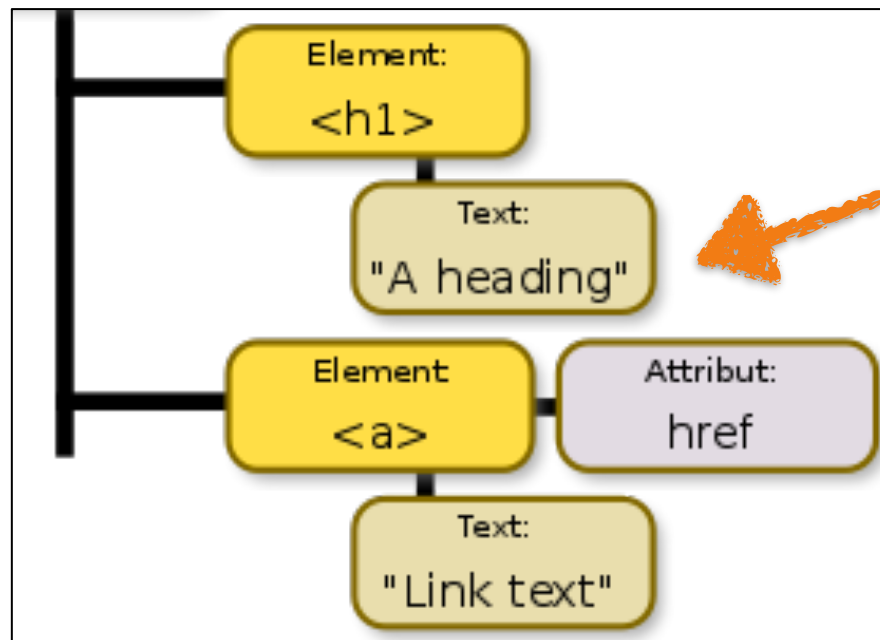 Element:
<h1>
Text:
"A heading"
Element
<a>
Attribut:
href
Text:
"Link text"